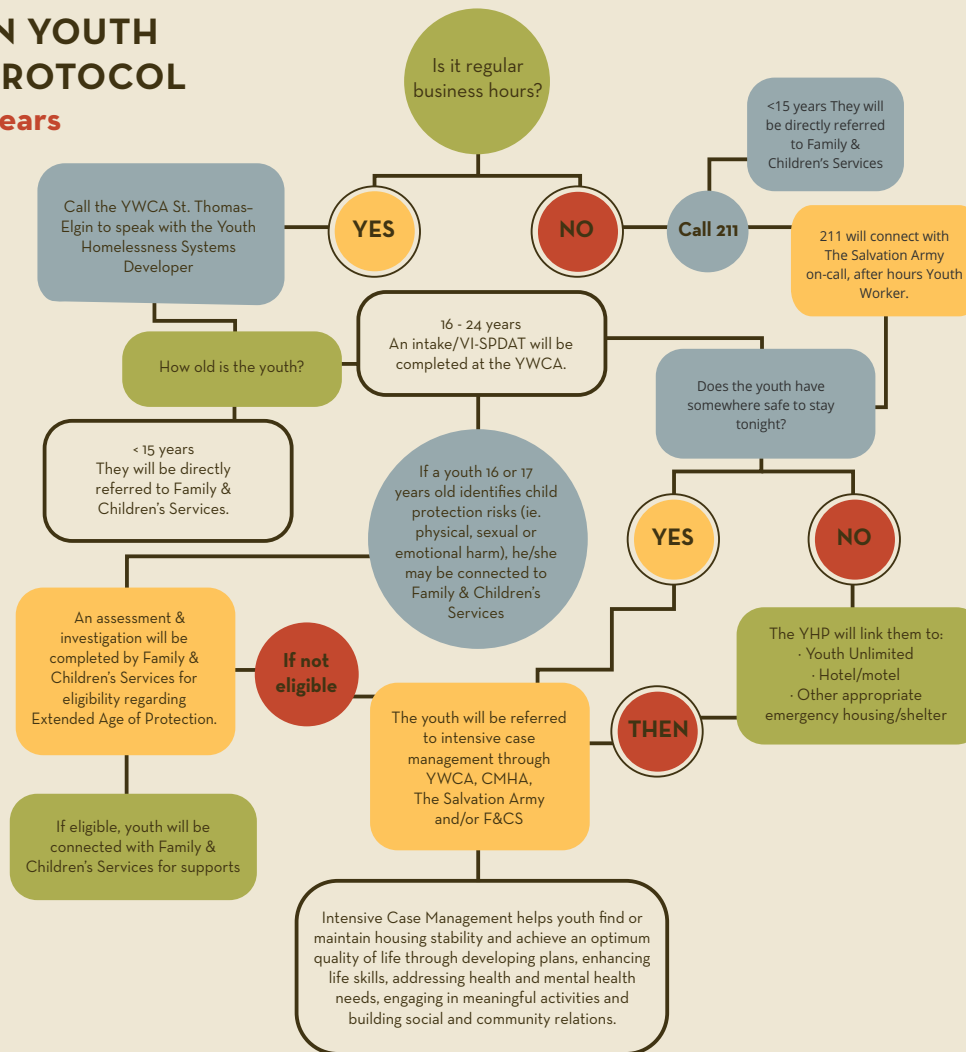 N YOUTH
ROTOCOL
ears
Is it regular
business hours?
<15 years They will
be directly referred
to Family &
Children's Services
Call the YWCA St. Thomas–
Elgin to speak with the Youth
Homelessness Systems
Developer
YES
NO
Call 211
211 will connect with
The Salvation Army
on-call, after hours Youth
Worker.
16 - 24 years
An intake/VI-SPDAT will be
completed at the YWCA.
How old is the youth?
Does the youth have
somewhere safe to stay
tonight?
< 15 years
They will be directly
referred to Family &
Children's Services.
If a youth 16 or 17
years old identifies child
protection risks (ie.
physical, sexual or
emotional harm), he/she
may be connected to
Family & Children's
Services
YES
NO
An assessment &
investigation will be
completed by Family &
Children's Services for
eligibility regarding
Extended Age of Protection.
If not
eligible
The YHP will link them to:
· Youth Unlimited
· Hotel/motel
· Other appropriate
emergency housing/shelter
The youth will be referred
to intensive case
management through
YWCA, CMHA,
The Salvation Army
and/or F&CS
THEN
If eligible, youth will be
connected with Family &
Children's Services for supports
Intensive Case Management helps youth find or
maintain housing stability and achieve an optimum
quality of life through developing plans, enhancing
life skills, addressing health and mental health
needs, engaging in meaningful activities and
building social and community relations.